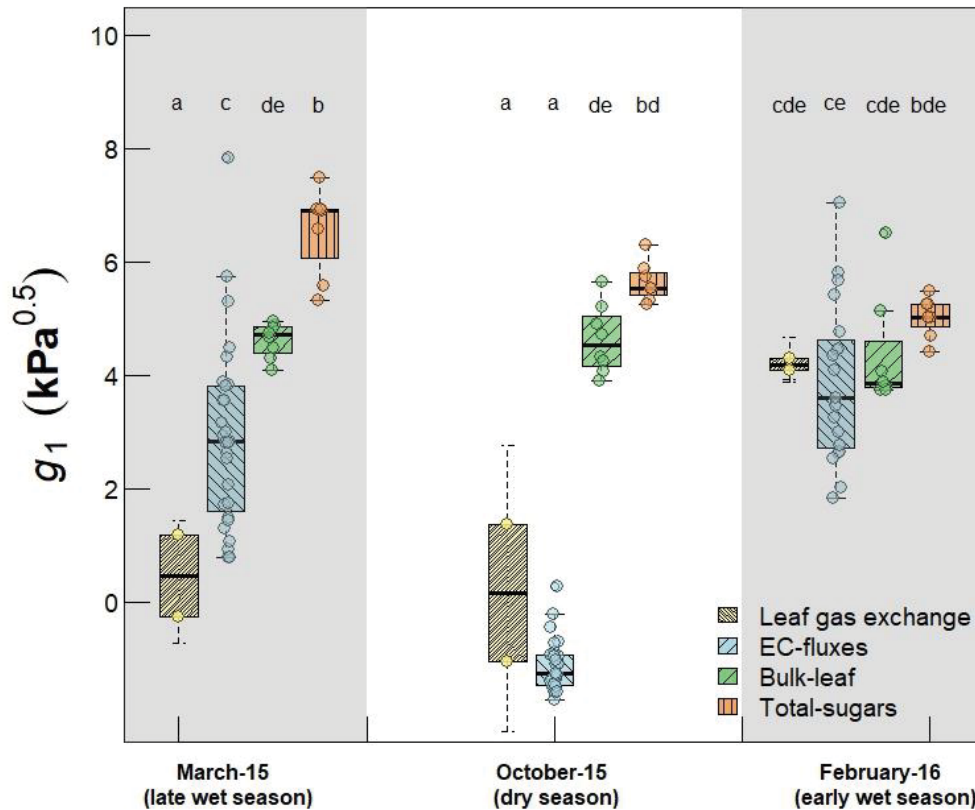 10
8
6
4
2
0
g1 (kPa0.5)
a c de b
a a de bd
cde ce cde bde
Leaf gas exchange
EC-fluxes
Bulk-leaf
Total-sugars
March-15
(late wet season)
October-15
(dry season)
February-16
(early wet season)